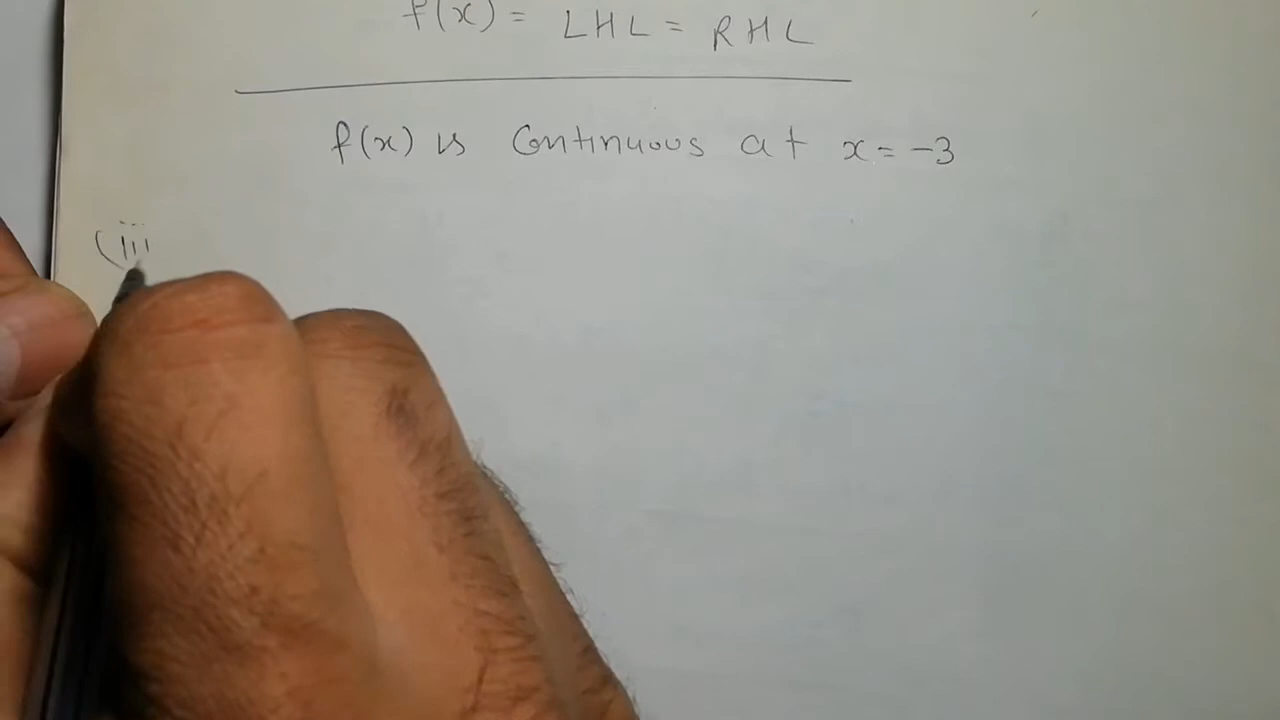 f(x) = LHL = RHL
f(x) is Continuous at x = -3
(iii